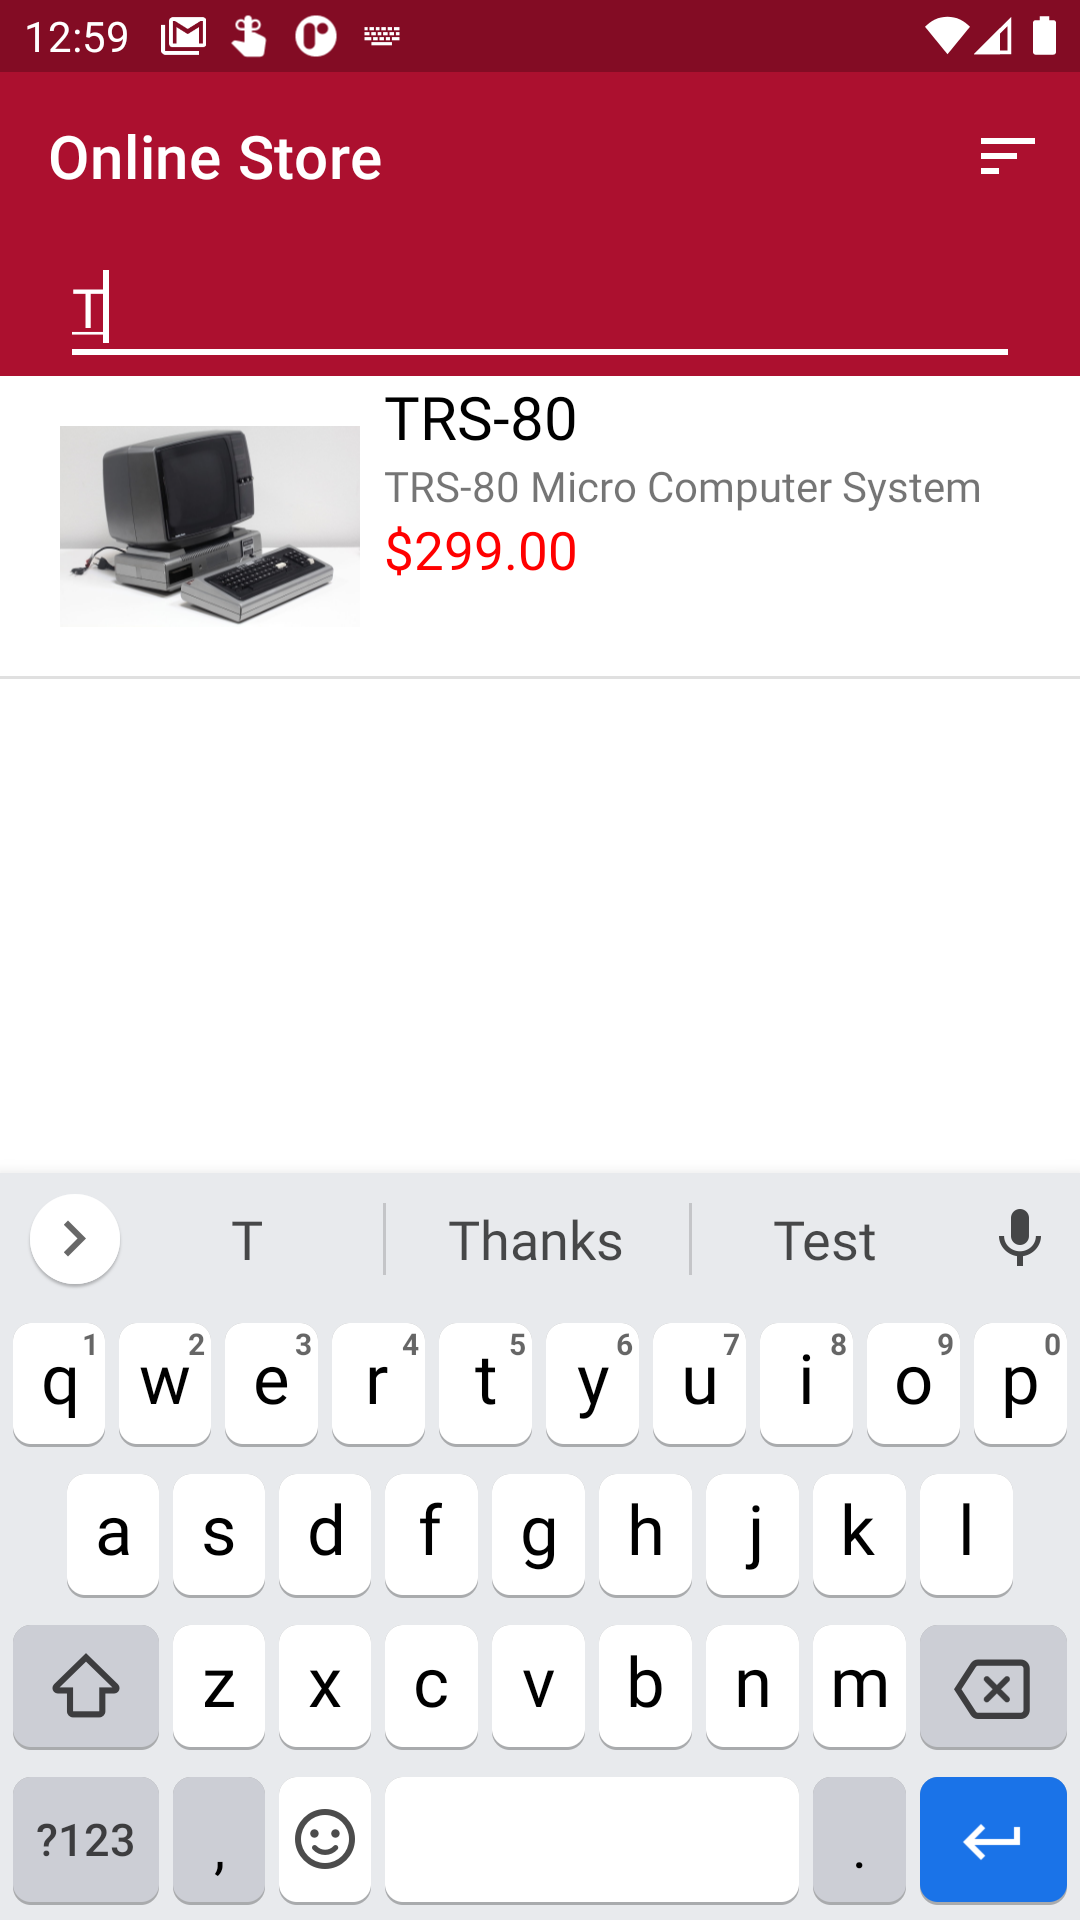 12:59
Online Store
T
TRS-80
TRS-80 Micro Computer System
$299.00
T Thanks Test
q 1 w 2 e 3 r 4 t 5 y 6 u 7 i 8 o 9 p 0
a s d f g h j k l
z x c v b n m
?123 , .